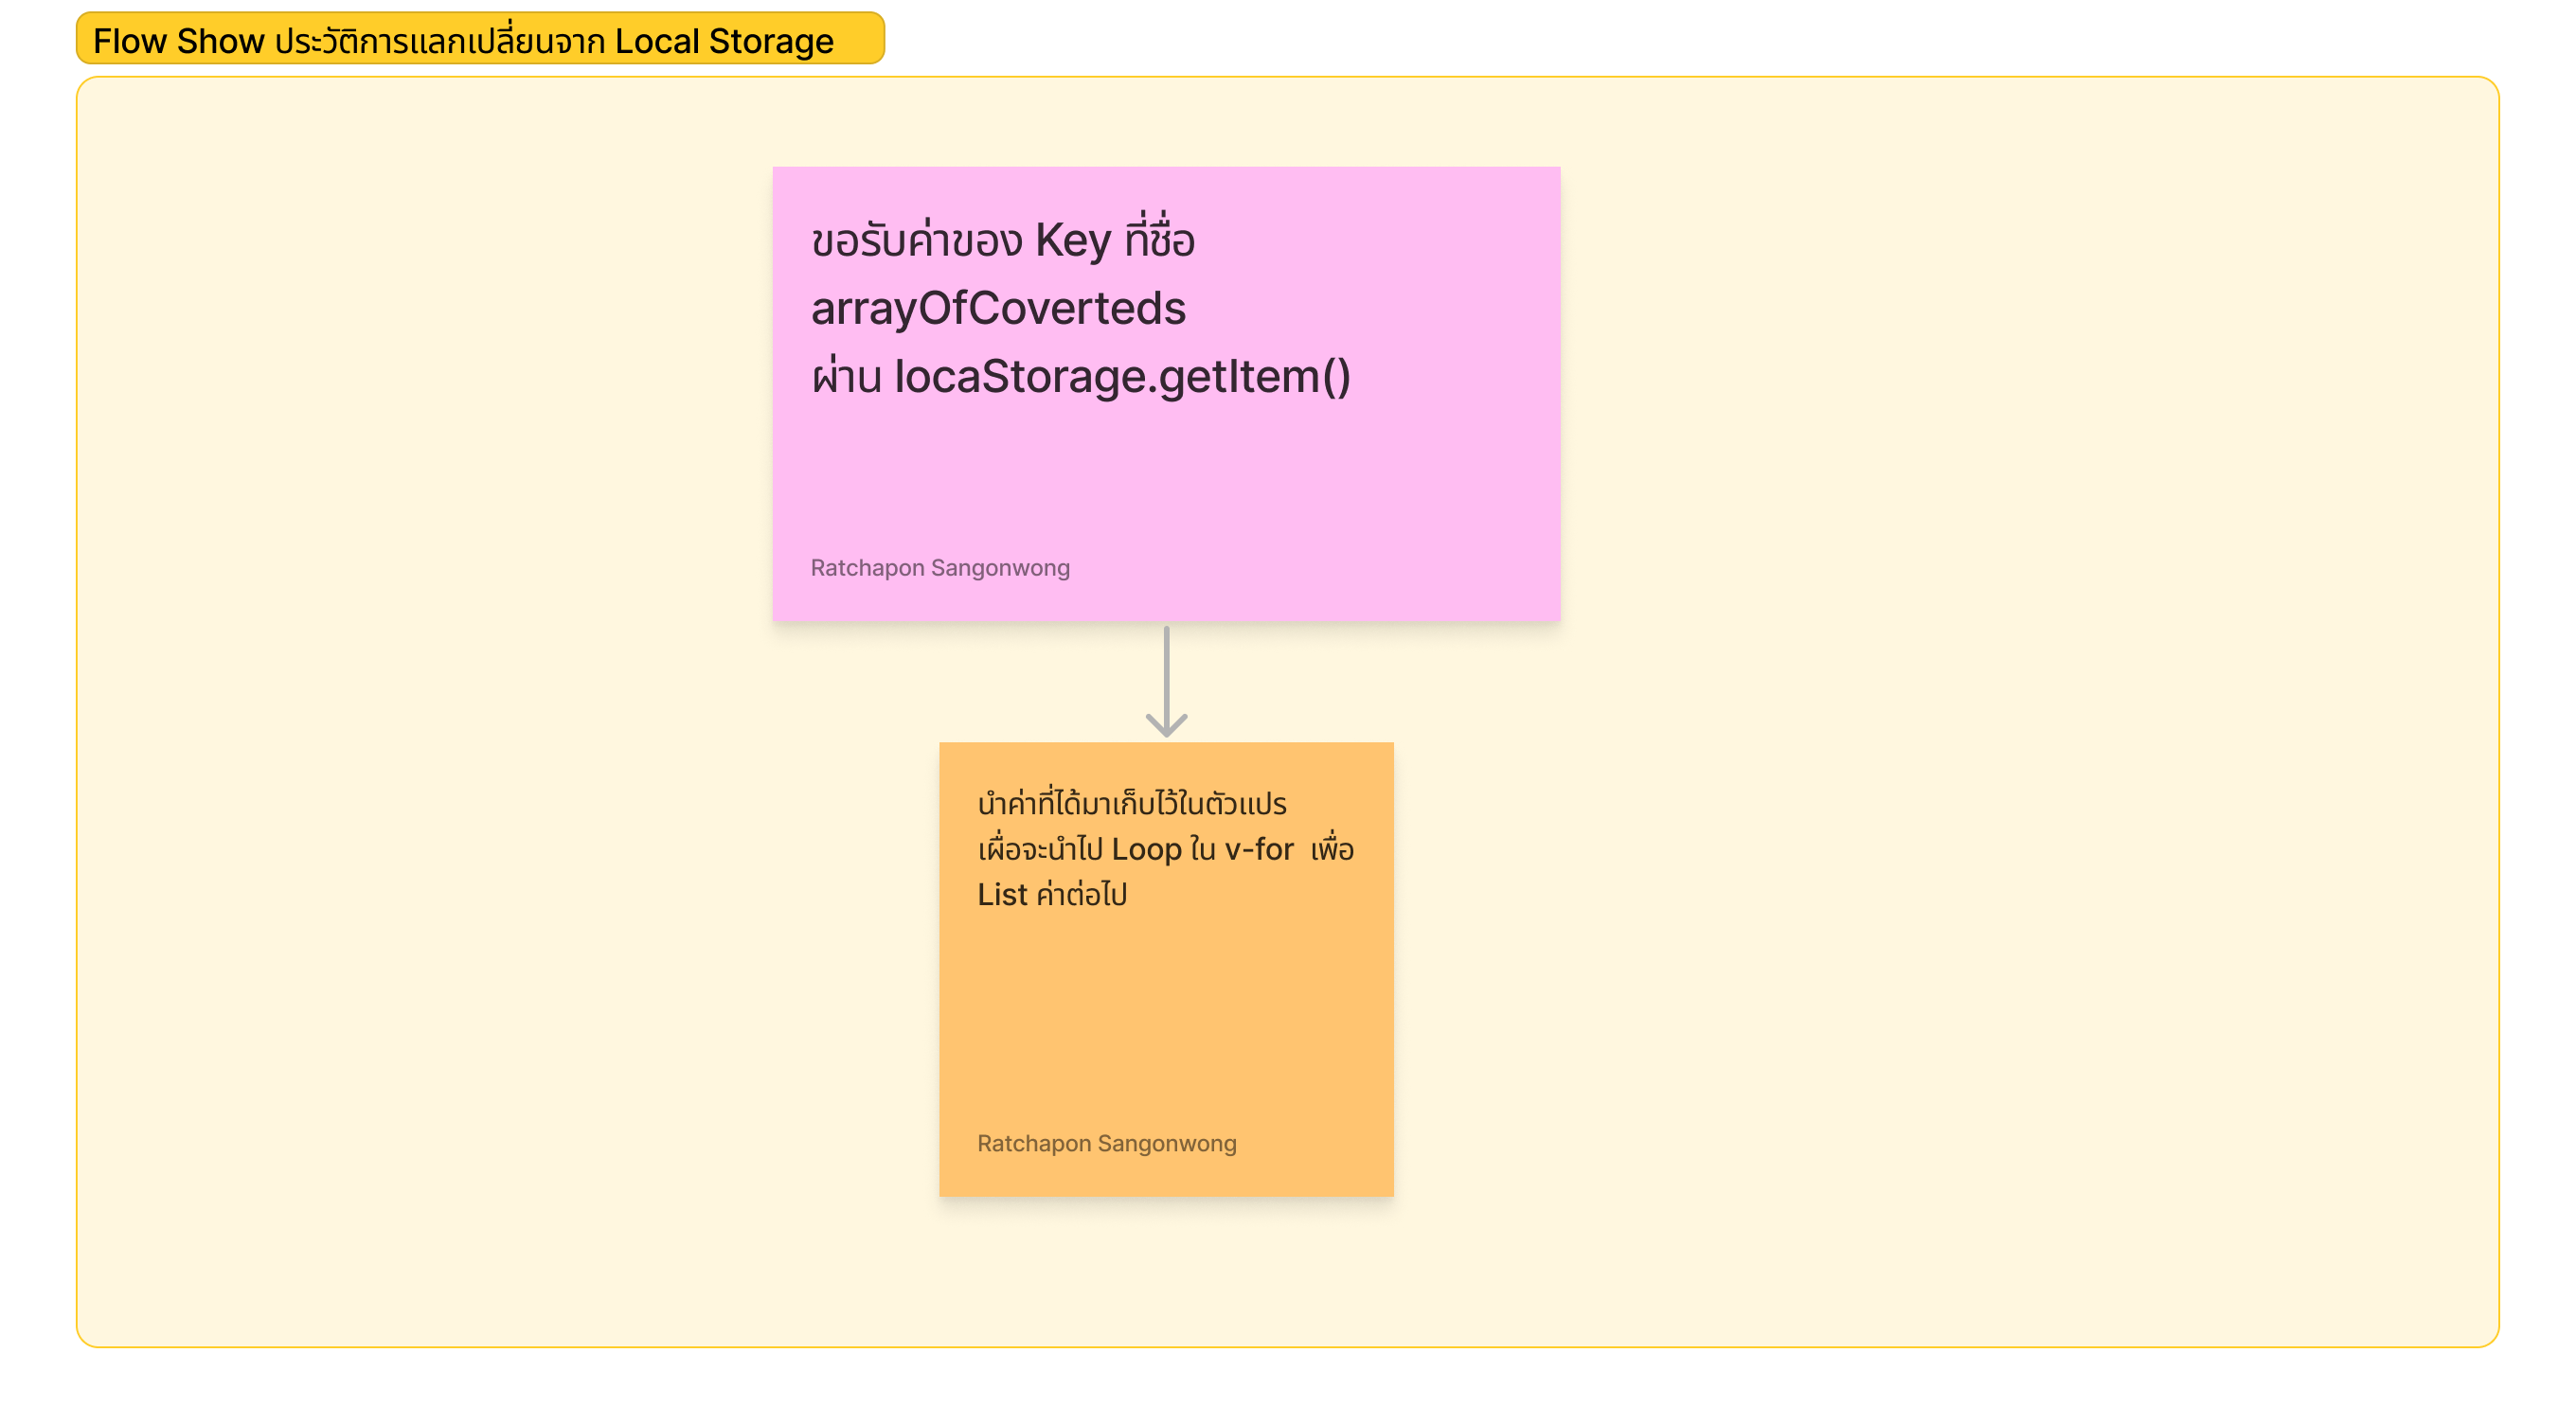 Flow Show ประวัติการแลกเปลี่ยนจาก Local Storage
ขอรับค่าของ Key ที่ชื่อ
arrayOfCoverteds
ผ่าน locaStorage.getItem()
Ratchapon Sangonwong
นำค่าที่ได้มาเก็บไว้ในตัวแปร
เผื่อจะนำไป Loop ใน v-for เพื่อ
List ค่าต่อไป
Ratchapon Sangonwong